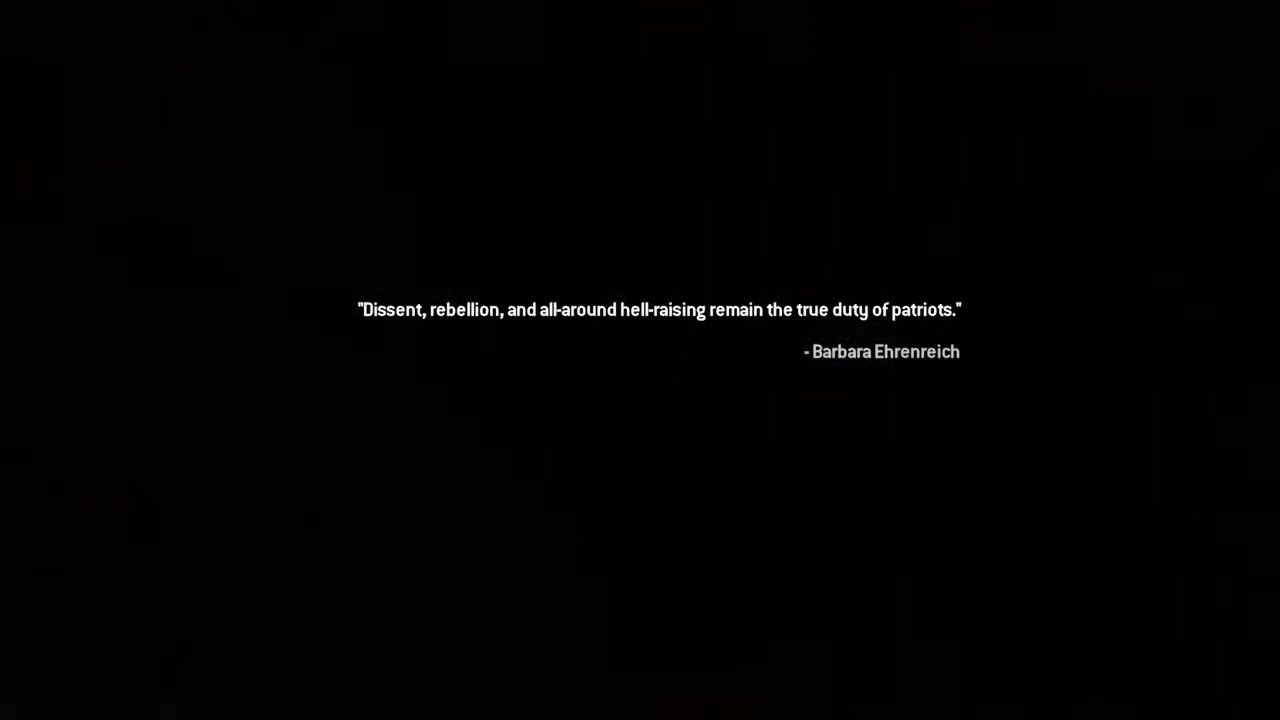 "Dissent, rebellion, and all-around hell-raising remain the true duty of patriots."
- Barbara Ehrenreich